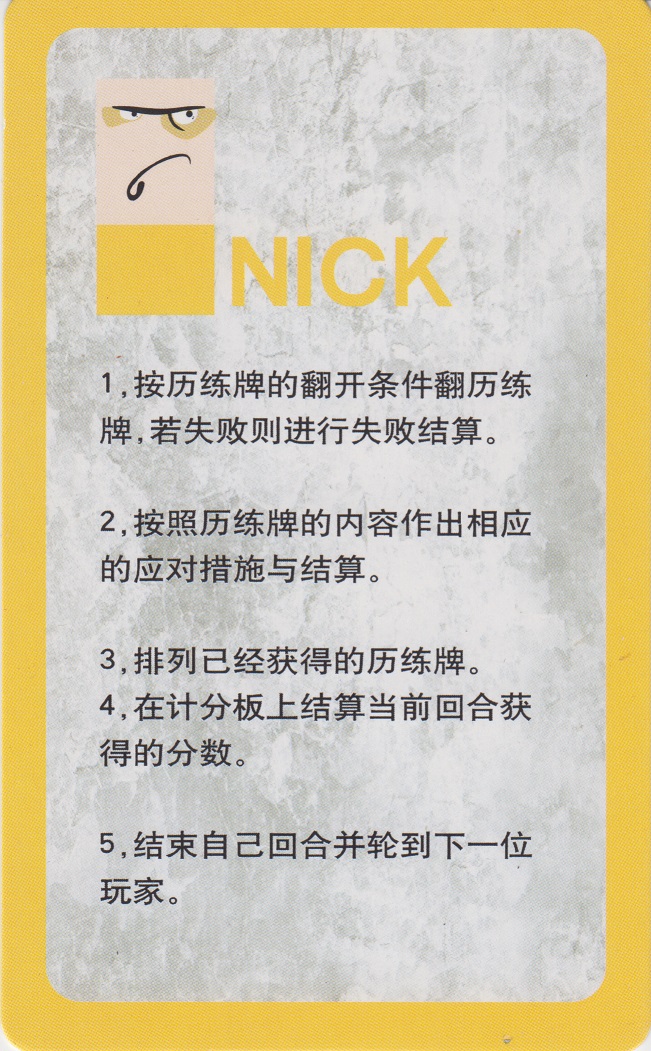 NICK
1,按历练牌的翻开条件翻历练
牌,若失败则进行失败结算。
2,按照历练牌的内容作出相应
的应对措施与结算。
3,排列已经获得的历练牌。
4,在计分板上结算当前回合获
得的分数。
5,结束自己回合并轮到下一位
玩家。